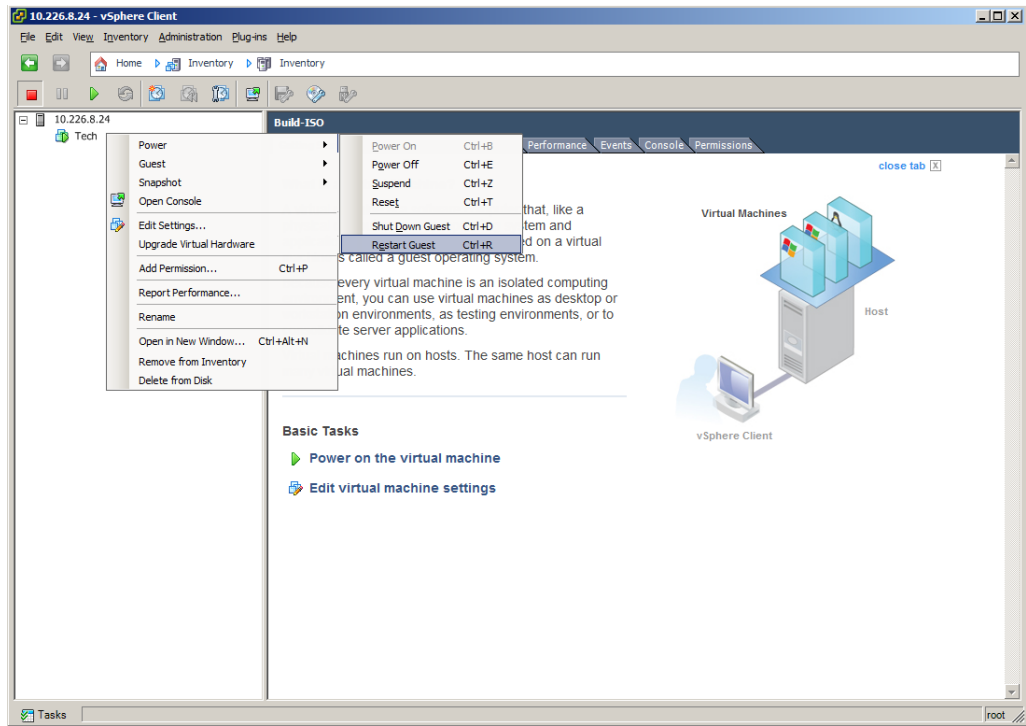 10.226.8.24 - vSphere Client
File Edit View Inventory Administration Plug-ins Help
Home Inventory Inventory
10.226.8.24
Tech
Build-ISO
Performance Events Console Permissions
close tab X
Power
Guest
Snapshot
Open Console
Edit Settings...
Upgrade Virtual Hardware
Add Permission... Ctrl+P
Report Performance...
Rename
Open in New Window... Ctrl+Alt+N
Remove from Inventory
Delete from Disk
Power On Ctrl+B
Power Off Ctrl+E
Suspend Ctrl+Z
Reset Ctrl+T
Shut Down Guest Ctrl+D
Restart Guest Ctrl+R
that, like a
and
on a virtual
called a guest operating system.
every virtual machine is an isolated computing
you can use virtual machines as desktop or
environments, as testing environments, or to
server applications.
run on hosts. The same host can run
machines.
Virtual Machines
Host
vSphere Client
Basic Tasks
Power on the virtual machine
Edit virtual machine settings
Tasks
root